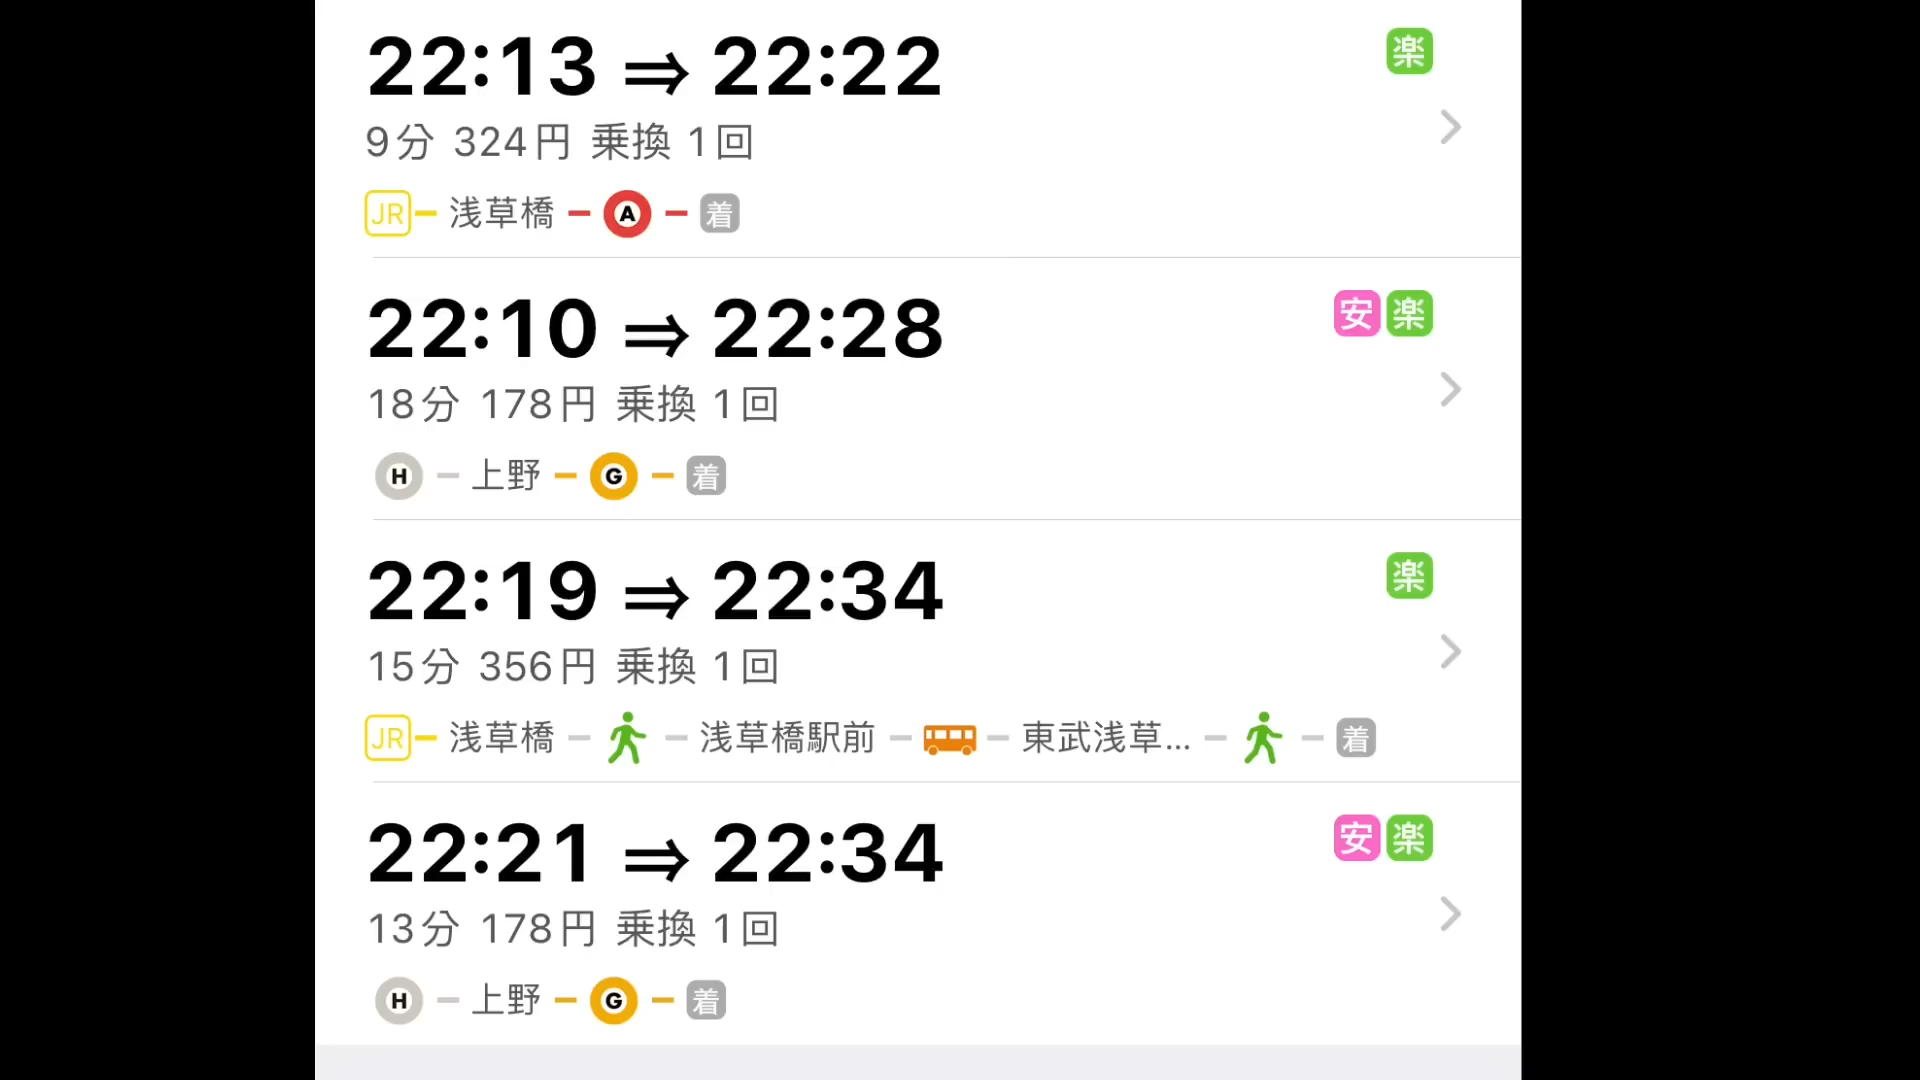 22:13 ⇒ 22:22 楽
9分 324円 乗換 1回
JR 浅草橋 A 着
22:10 ⇒ 22:28 安 楽
18分 178円 乗換 1回
H 上野 G 着
22:19 ⇒ 22:34 楽
15分 356円 乗換 1回
JR 浅草橋 浅草橋駅前 東武浅草... 着
22:21 ⇒ 22:34 安 楽
13分 178円 乗換 1回
H 上野 G 着